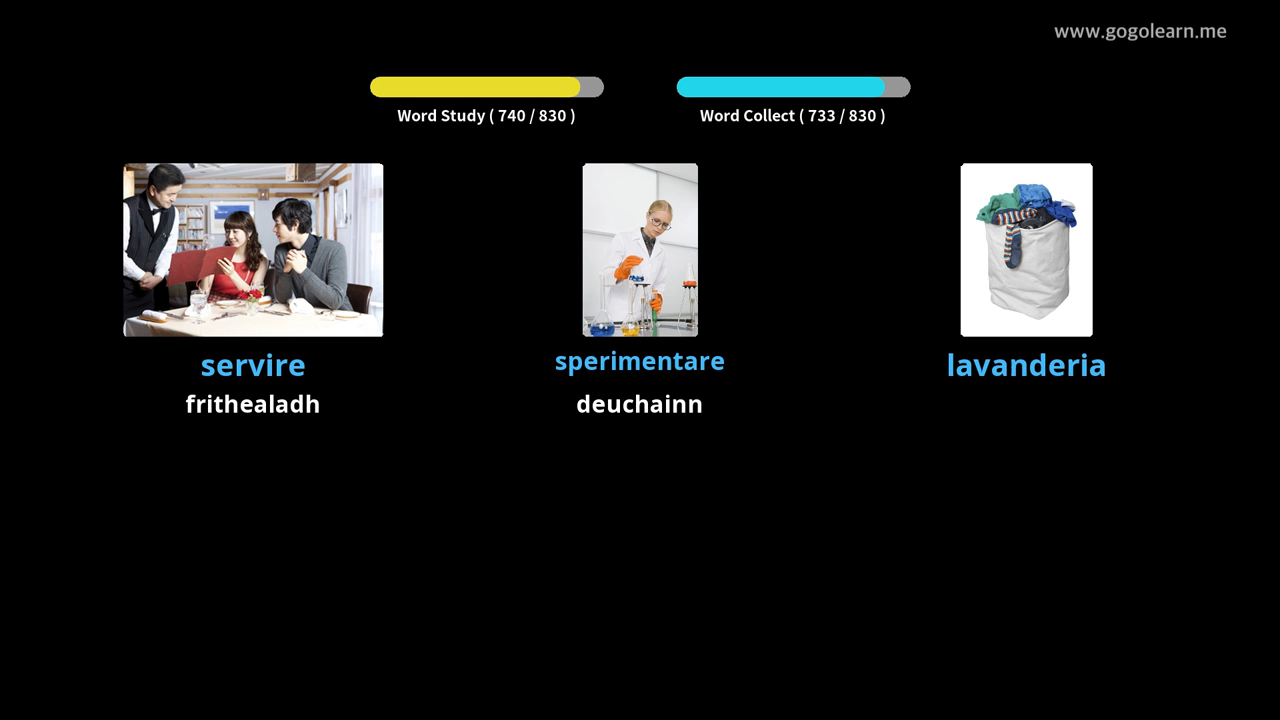 www.gogolearn.me
Word Study ( 740 / 830 )
Word Collect ( 733 / 830 )
servire
sperimentare
lavanderia
frithealadh
deuchainn